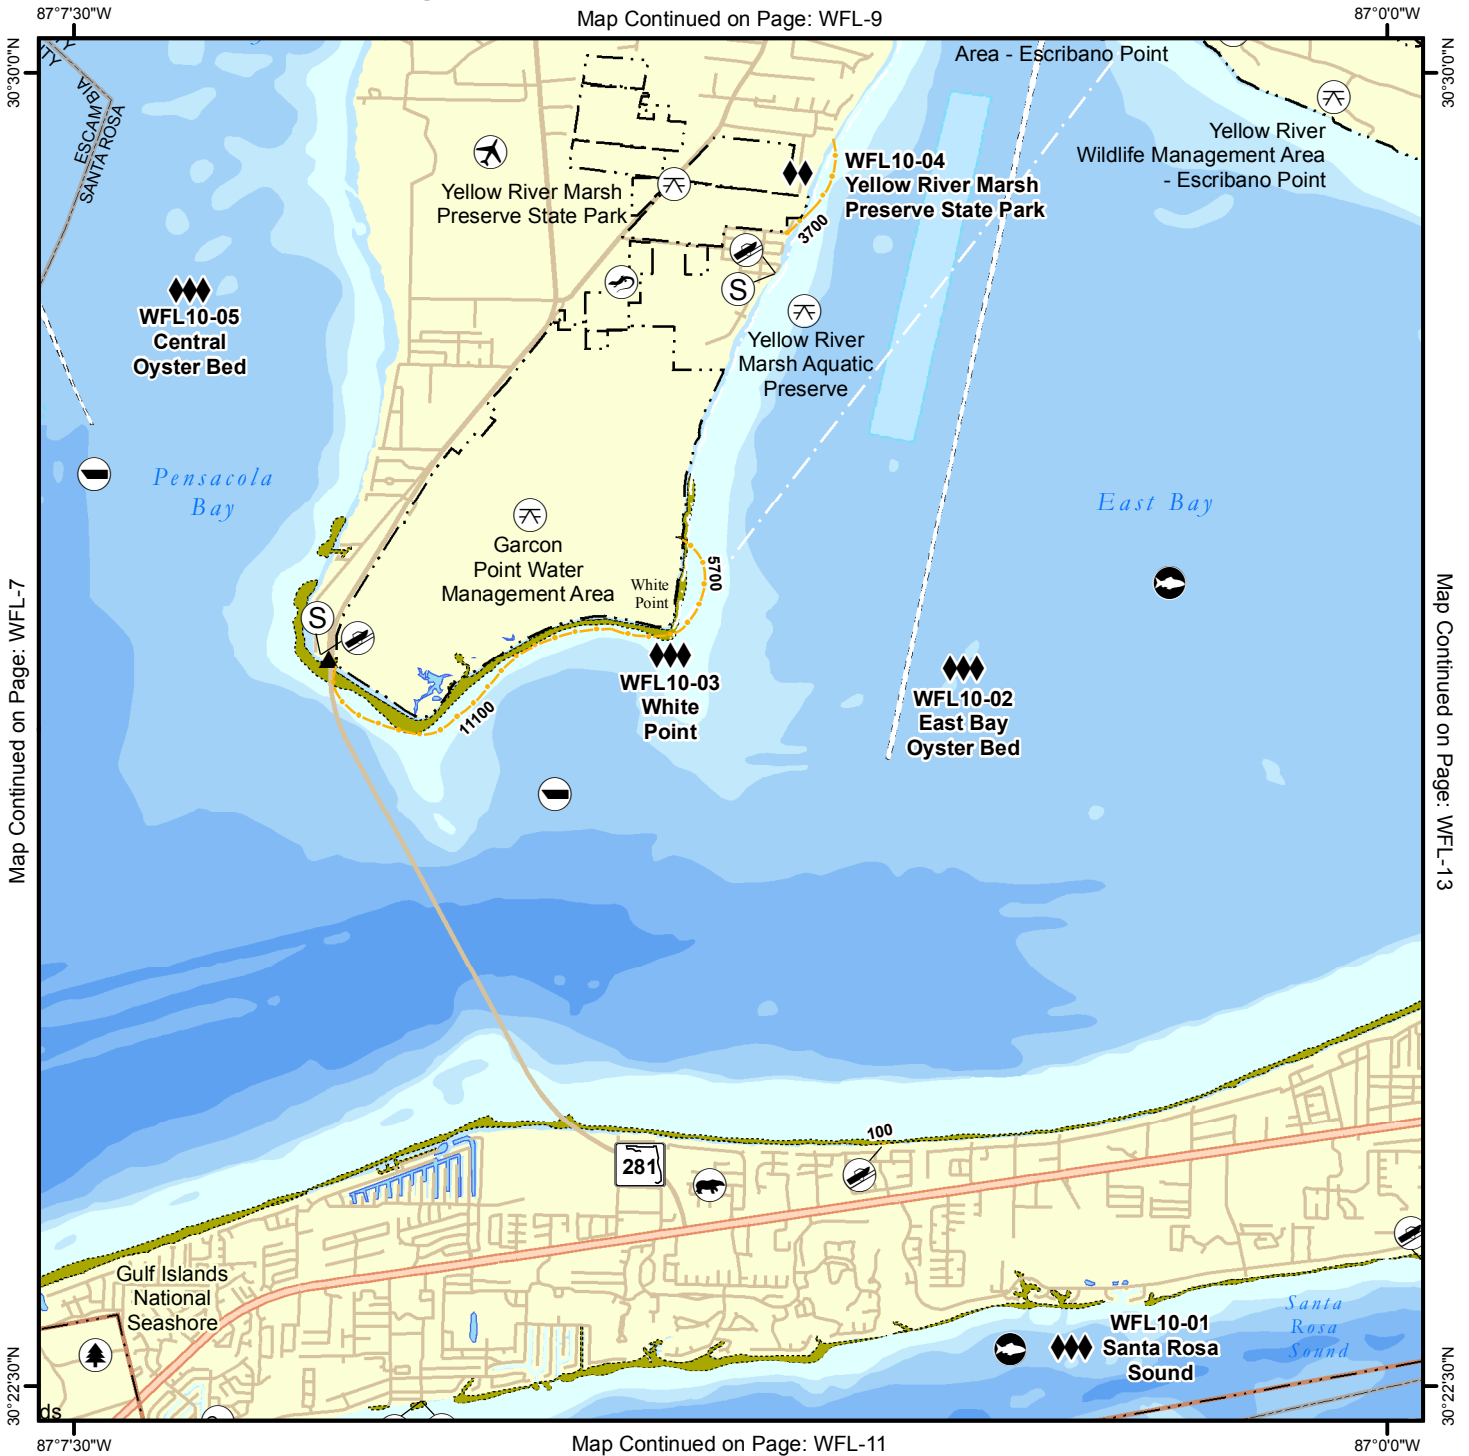 87°7'30"W
Map Continued on Page: WFL-9
87°0'0"W
30°30'0"N
30°30'0"N
Area - Escribano Point
ESCAMBIA
SANTA ROSA
Yellow River
Wildlife Management Area
- Escribano Point
WFL10-04
Yellow River Marsh
Preserve State Park
Yellow River Marsh
Preserve State Park
3700
S
WFL10-05
Central
Oyster Bed
Yellow River
Marsh Aquatic
Preserve
Pensacola
Bay
East Bay
Garcon
Point Water
Management Area
White
Point
5700
S
Map Continued on Page: WFL-7
Map Continued on Page: WFL-13
WFL10-03
White
Point
WFL10-02
East Bay
Oyster Bed
11100
100
281
Gulf Islands
National
Seashore
Santa
Rosa
Sound
WFL10-01
Santa Rosa
Sound
30°22'30"N
30°22'30"N
ds
87°7'30"W
Map Continued on Page: WFL-11
87°0'0"W